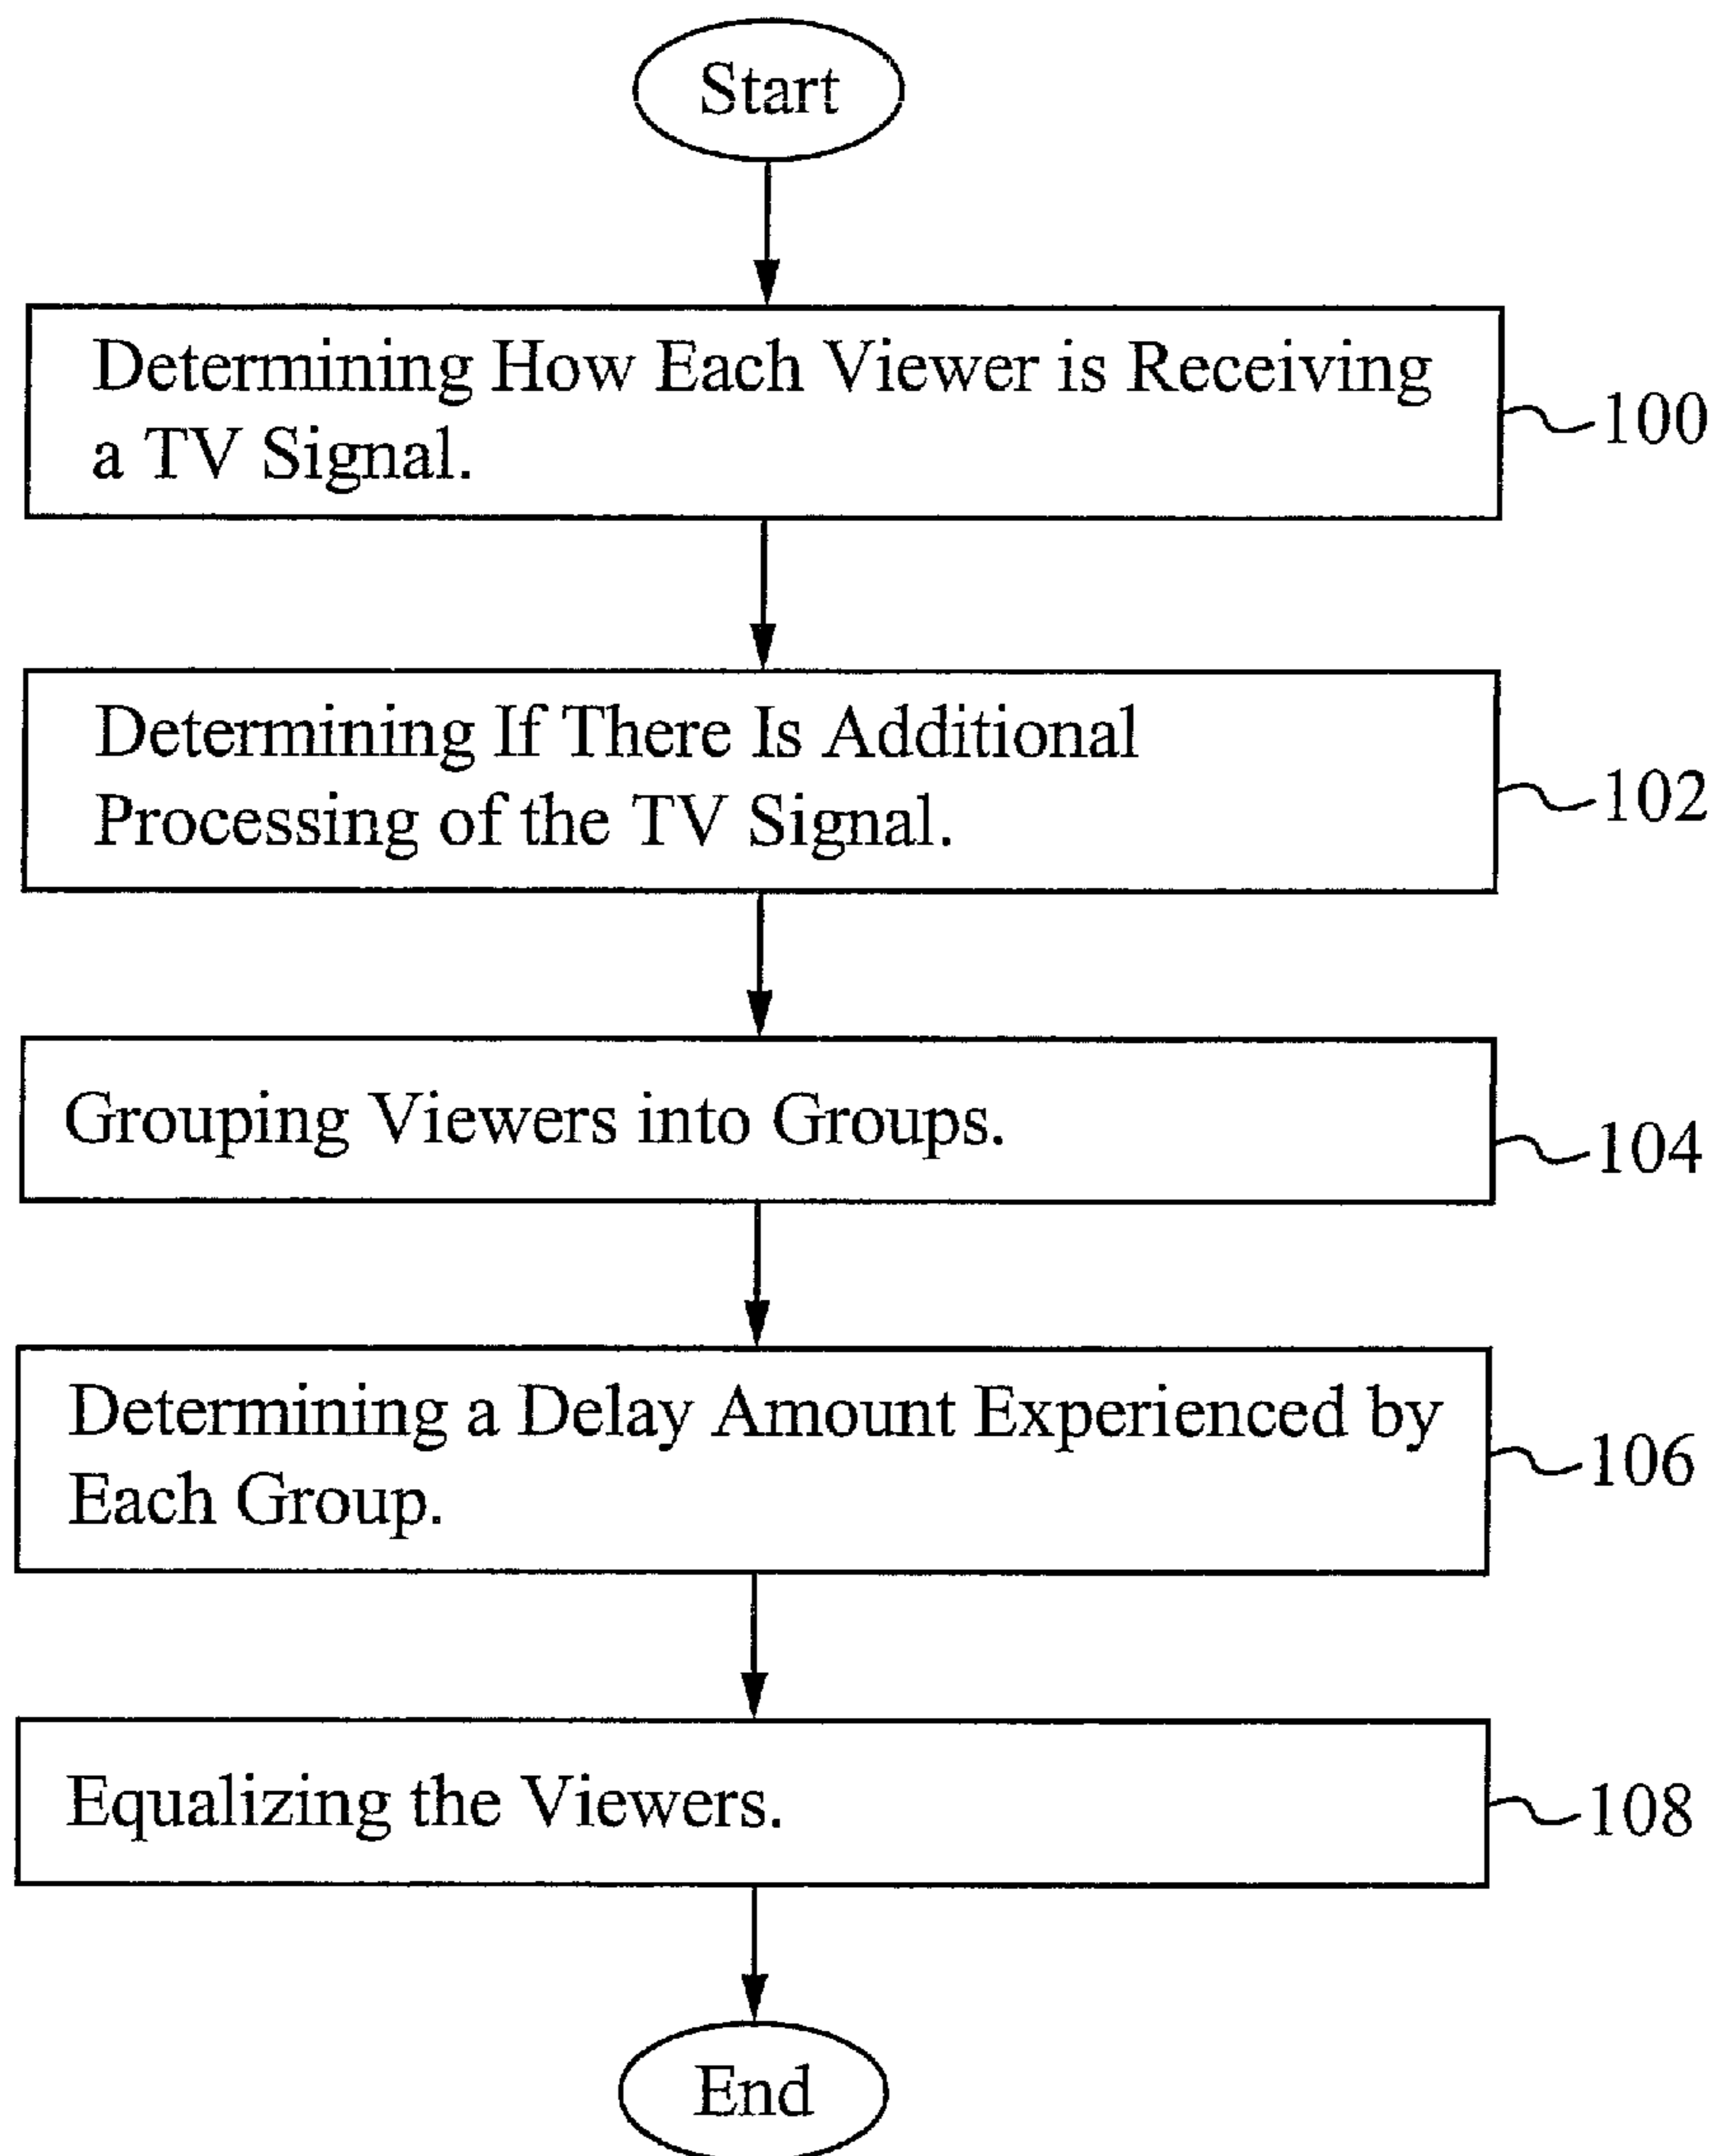 Start
Determining How Each Viewer is Receiving
a TV Signal.
100
Determining If There Is Additional
Processing of the TV Signal.
102
Grouping Viewers into Groups.
104
Determining a Delay Amount Experienced by
Each Group.
106
Equalizing the Viewers.
108
End